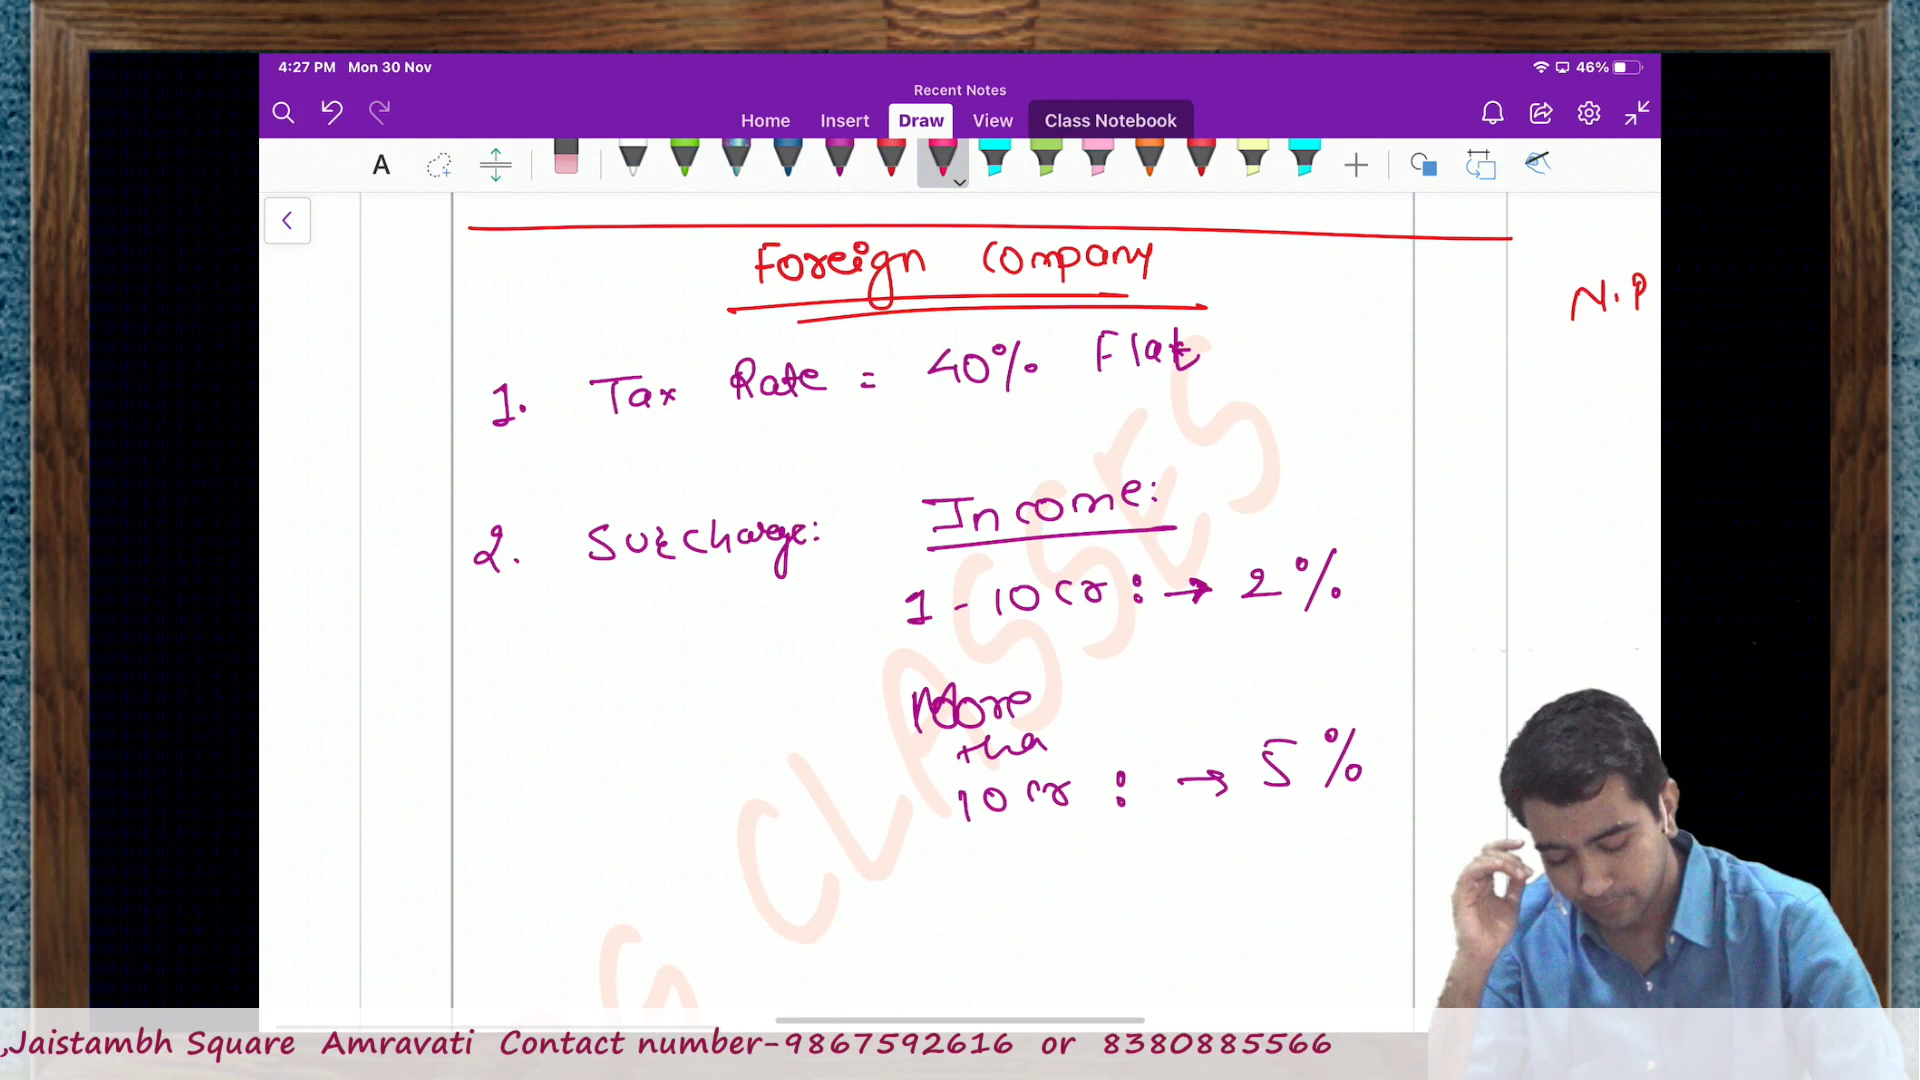 4:27 PM Mon 30 Nov
46%
Recent Notes
Home Insert Draw View Class Notebook
A
Foreign Company
N.P
1. Tax Rate = 40% Flat
2. Surcharge: Income:
1 - 10 Cr : → 2%
More
tha
10 Cr : → 5%
G CLASSES
,Jaistambh Square Amravati Contact number-9867592616 or 8380885566